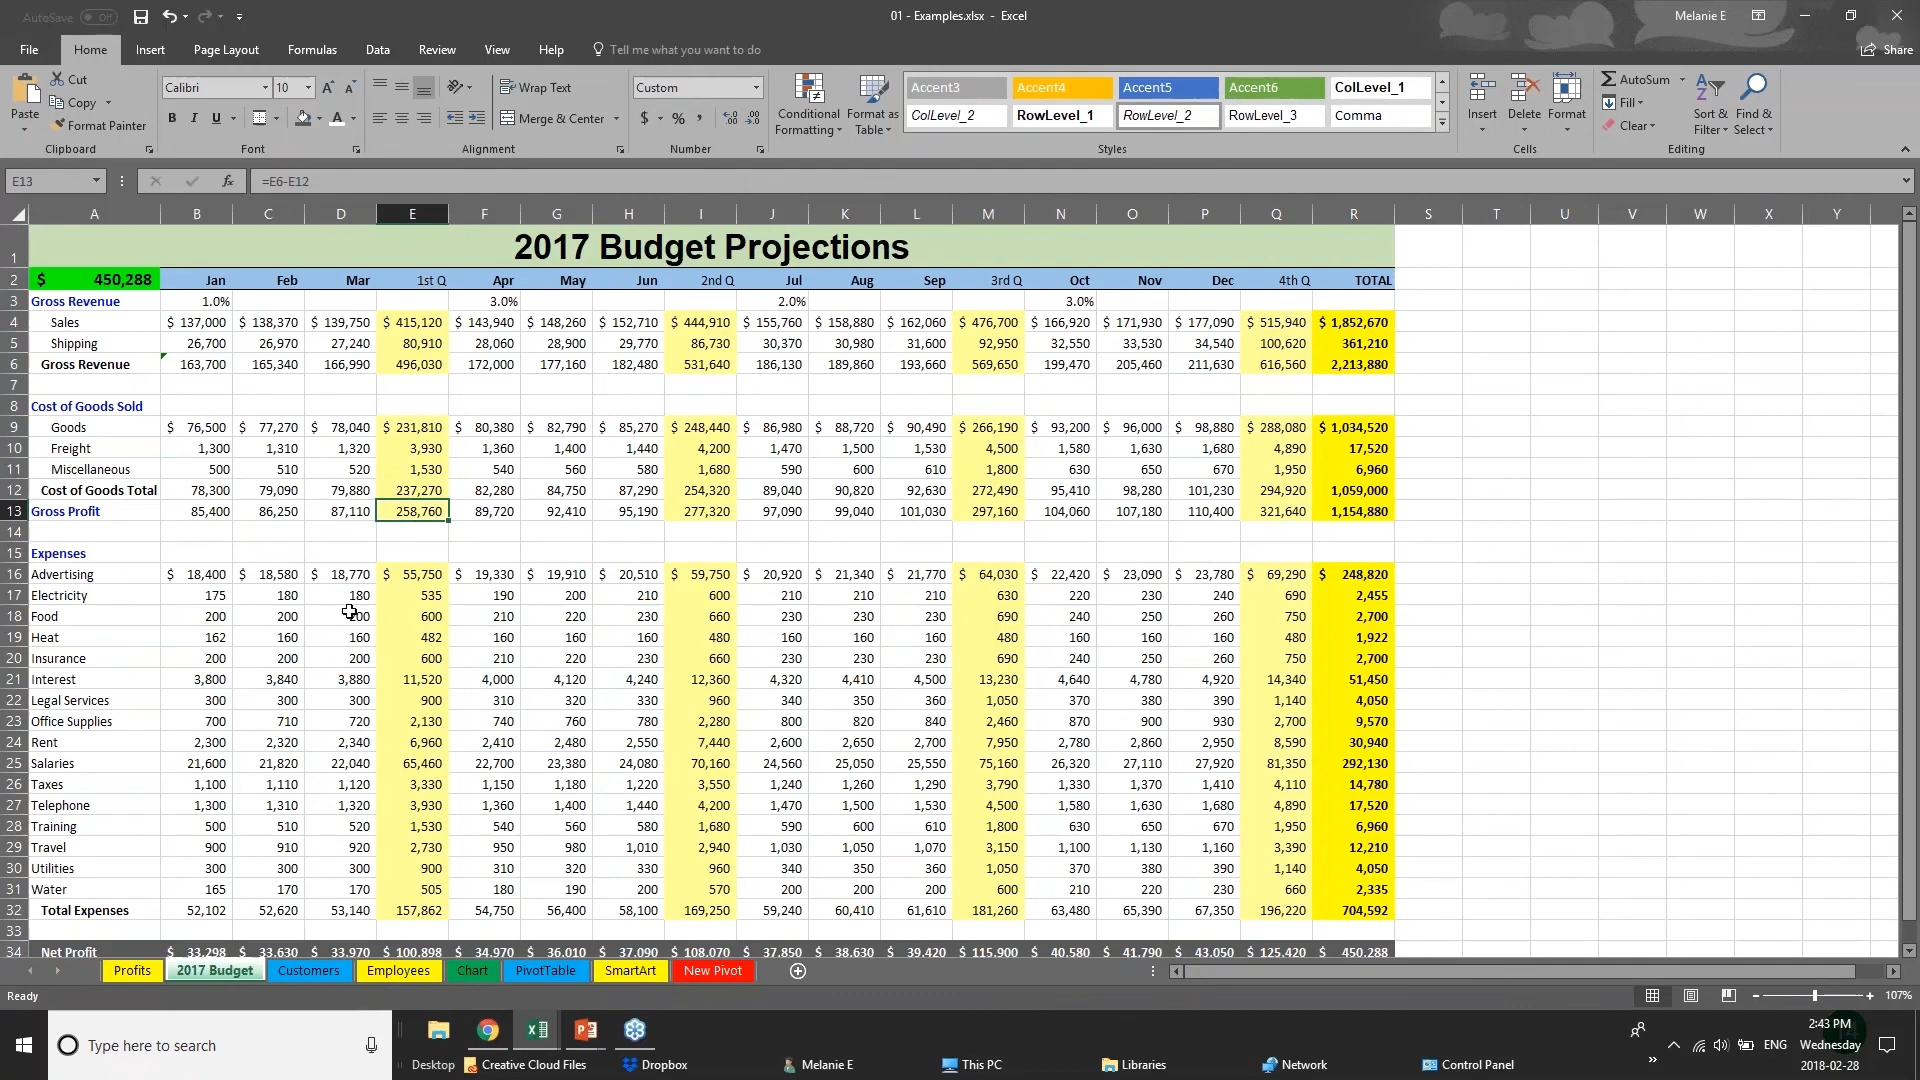 AutoSave Off
01 - Examples.xlsx - Excel
Melanie E
File Home Insert Page Layout Formulas Data Review View Help Tell me what you want to do Share
Paste Cut Copy Format Painter Clipboard
Calibri 10 B I U Font
Wrap Text Merge & Center Alignment
Custom $ % Number
Conditional Formatting Format as Table
Accent3 Accent4 Accent5 Accent6 ColLevel_1
ColLevel_2 RowLevel_1 RowLevel_2 RowLevel_3 Comma
Styles
Insert Delete Format Cells
AutoSum Fill Clear Sort & Filter Find & Select Editing
E13 fx =E6-E12
A B C D E F G H I J K L M N O P Q R S T U V W X Y
1 2017 Budget Projections
2 $ 450,288 Jan Feb Mar 1st Q Apr May Jun 2nd Q Jul Aug Sep 3rd Q Oct Nov Dec 4th Q TOTAL
3 Gross Revenue 1.0% 3.0% 2.0% 3.0%
4 Sales $ 137,000 $ 138,370 $ 139,750 $ 415,120 $ 143,940 $ 148,260 $ 152,710 $ 444,910 $ 155,760 $ 158,880 $ 162,060 $ 476,700 $ 166,920 $ 171,930 $ 177,090 $ 515,940 $ 1,852,670
5 Shipping 26,700 26,970 27,240 80,910 28,060 28,900 29,770 86,730 30,370 30,980 31,600 92,950 32,550 33,530 34,540 100,620 361,210
6 Gross Revenue 163,700 165,340 166,990 496,030 172,000 177,160 182,480 531,640 186,130 189,860 193,660 569,650 199,470 205,460 211,630 616,560 2,213,880
7
8 Cost of Goods Sold
9 Goods $ 76,500 $ 77,270 $ 78,040 $ 231,810 $ 80,380 $ 82,790 $ 85,270 $ 248,440 $ 86,980 $ 88,720 $ 90,490 $ 266,190 $ 93,200 $ 96,000 $ 98,880 $ 288,080 $ 1,034,520
10 Freight 1,300 1,310 1,320 3,930 1,360 1,400 1,440 4,200 1,470 1,500 1,530 4,500 1,580 1,630 1,680 4,890 17,520
11 Miscellaneous 500 510 520 1,530 540 560 580 1,680 590 600 610 1,800 630 650 670 1,950 6,960
12 Cost of Goods Total 78,300 79,090 79,880 237,270 82,280 84,750 87,290 254,320 89,040 90,820 92,630 272,490 95,410 98,280 101,230 294,920 1,059,000
13 Gross Profit 85,400 86,250 87,110 258,760 89,720 92,410 95,190 277,320 97,090 99,040 101,030 297,160 104,060 107,180 110,400 321,640 1,154,880
14
15 Expenses
16 Advertising $ 18,400 $ 18,580 $ 18,770 $ 55,750 $ 19,330 $ 19,910 $ 20,510 $ 59,750 $ 20,920 $ 21,340 $ 21,770 $ 64,030 $ 22,420 $ 23,090 $ 23,780 $ 69,290 $ 248,820
17 Electricity 175 180 180 535 190 200 210 600 210 210 210 630 220 230 240 690 2,455
18 Food 200 200 200 600 210 220 230 660 230 230 230 690 240 250 260 750 2,700
19 Heat 162 160 160 482 160 160 160 480 160 160 160 480 160 160 160 480 1,922
20 Insurance 200 200 200 600 210 220 230 660 230 230 230 690 240 250 260 750 2,700
21 Interest 3,800 3,840 3,880 11,520 4,000 4,120 4,240 12,360 4,320 4,410 4,500 13,230 4,640 4,780 4,920 14,340 51,450
22 Legal Services 300 300 300 900 310 320 330 960 340 350 360 1,050 370 380 390 1,140 4,050
23 Office Supplies 700 710 720 2,130 740 760 780 2,280 800 820 840 2,460 870 900 930 2,700 9,570
24 Rent 2,300 2,320 2,340 6,960 2,410 2,480 2,550 7,440 2,600 2,650 2,700 7,950 2,780 2,860 2,950 8,590 30,940
25 Salaries 21,600 21,820 22,040 65,460 22,700 23,380 24,080 70,160 24,560 25,050 25,550 75,160 26,320 27,110 27,920 81,350 292,130
26 Taxes 1,100 1,110 1,120 3,330 1,150 1,180 1,220 3,550 1,240 1,260 1,290 3,790 1,330 1,370 1,410 4,110 14,780
27 Telephone 1,300 1,310 1,320 3,930 1,360 1,400 1,440 4,200 1,470 1,500 1,530 4,500 1,580 1,630 1,680 4,890 17,520
28 Training 500 510 520 1,530 540 560 580 1,680 590 600 610 1,800 630 650 670 1,950 6,960
29 Travel 900 910 920 2,730 950 980 1,010 2,940 1,030 1,050 1,070 3,150 1,100 1,130 1,160 3,390 12,210
30 Utilities 300 300 300 900 310 320 330 960 340 350 360 1,050 370 380 390 1,140 4,050
31 Water 165 170 170 505 180 190 200 570 200 200 200 600 210 220 230 660 2,335
32 Total Expenses 52,102 52,620 53,140 157,862 54,750 56,400 58,100 169,250 59,240 60,410 61,610 181,260 63,480 65,390 67,350 196,220 704,592
33
34 Net Profit $ 33,298 $ 33,630 $ 33,970 $ 100,898 $ 34,970 $ 36,010 $ 37,090 $ 108,070 $ 37,850 $ 38,630 $ 39,420 $ 115,900 $ 40,580 $ 41,790 $ 43,050 $ 125,420 $ 450,288
Profits 2017 Budget Customers Employees Chart PivotTable SmartArt New Pivot
Ready 107%
Type here to search
Desktop Creative Cloud Files Dropbox Melanie E This PC Libraries Network Control Panel
ENG
2:43 PM
Wednesday
2018-02-28